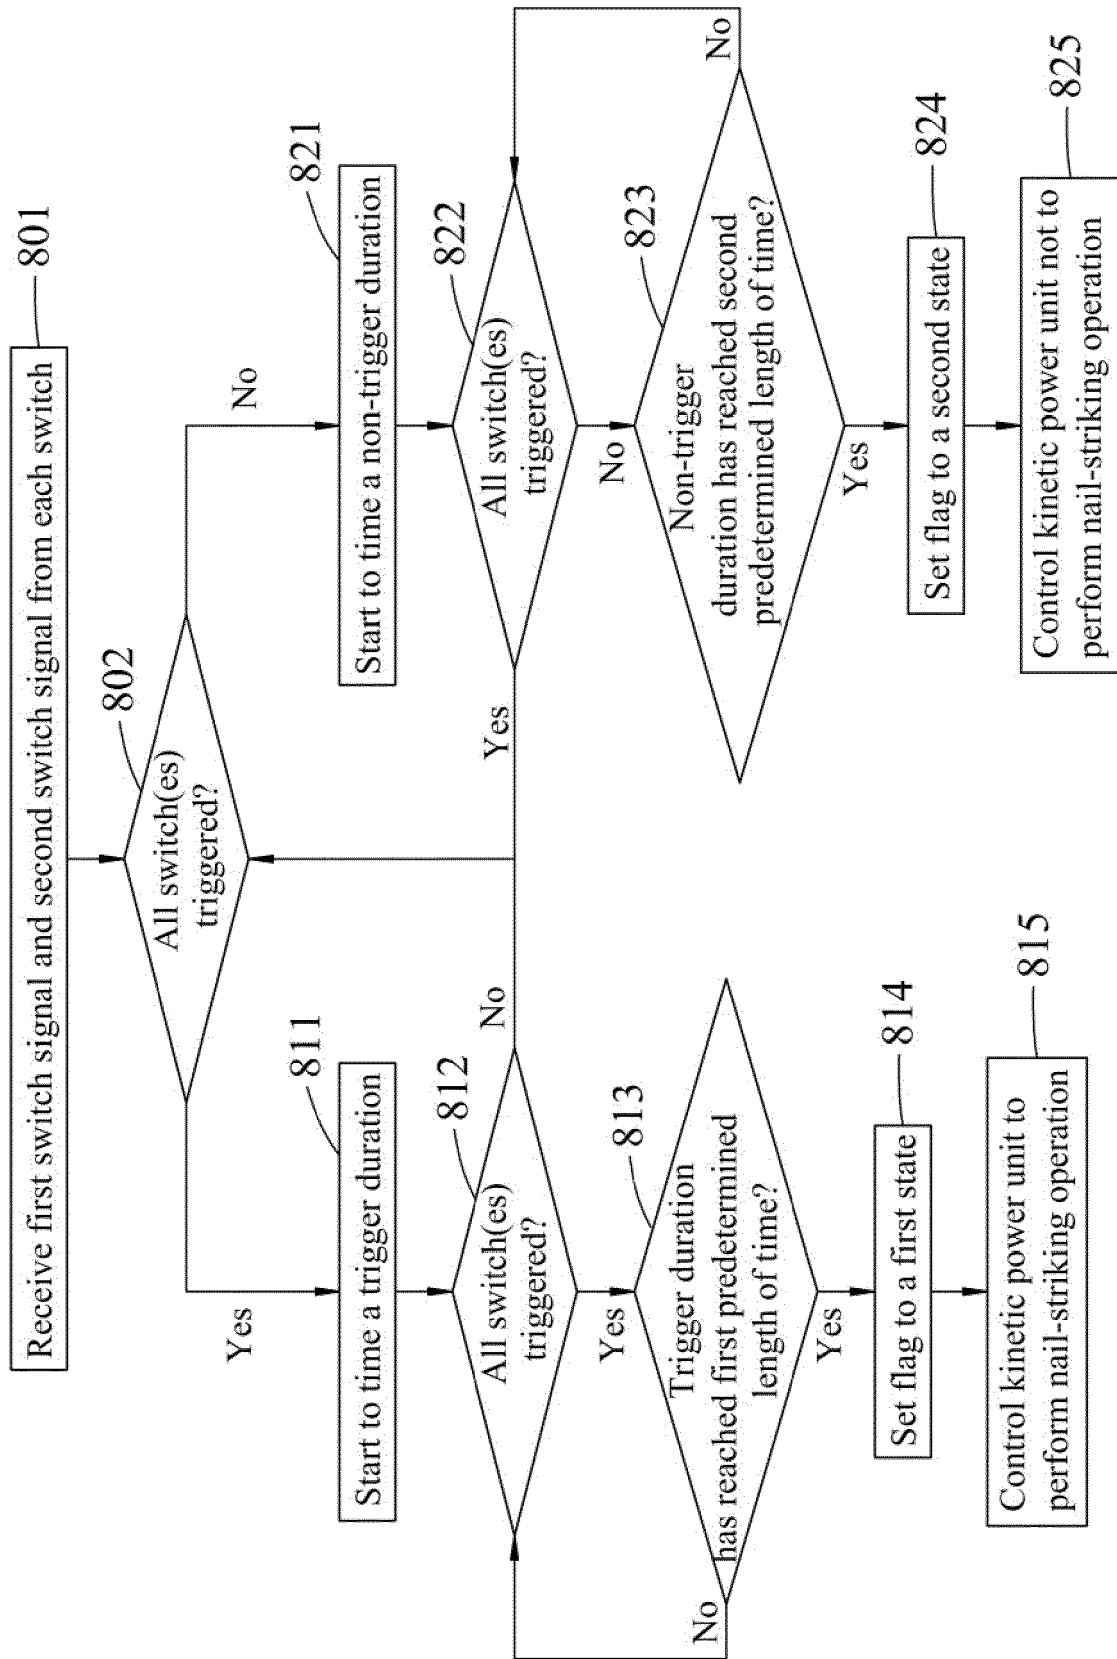 Receive first switch signal and second switch signal from each switch
801
All switch(es)
triggered?
802
Yes
No
Start to time a trigger duration
811
All switch(es)
triggered?
812
No
Yes
Trigger duration
has reached first predetermined
length of time?
813
No
Yes
Set flag to a first state
814
Control kinetic power unit to
perform nail-striking operation
815
Start to time a non-trigger duration
821
All switch(es)
triggered?
822
Yes
No
Non-trigger
duration has reached second
predetermined length of time?
823
No
Yes
Set flag to a second state
824
Control kinetic power unit not to
perform nail-striking operation
825